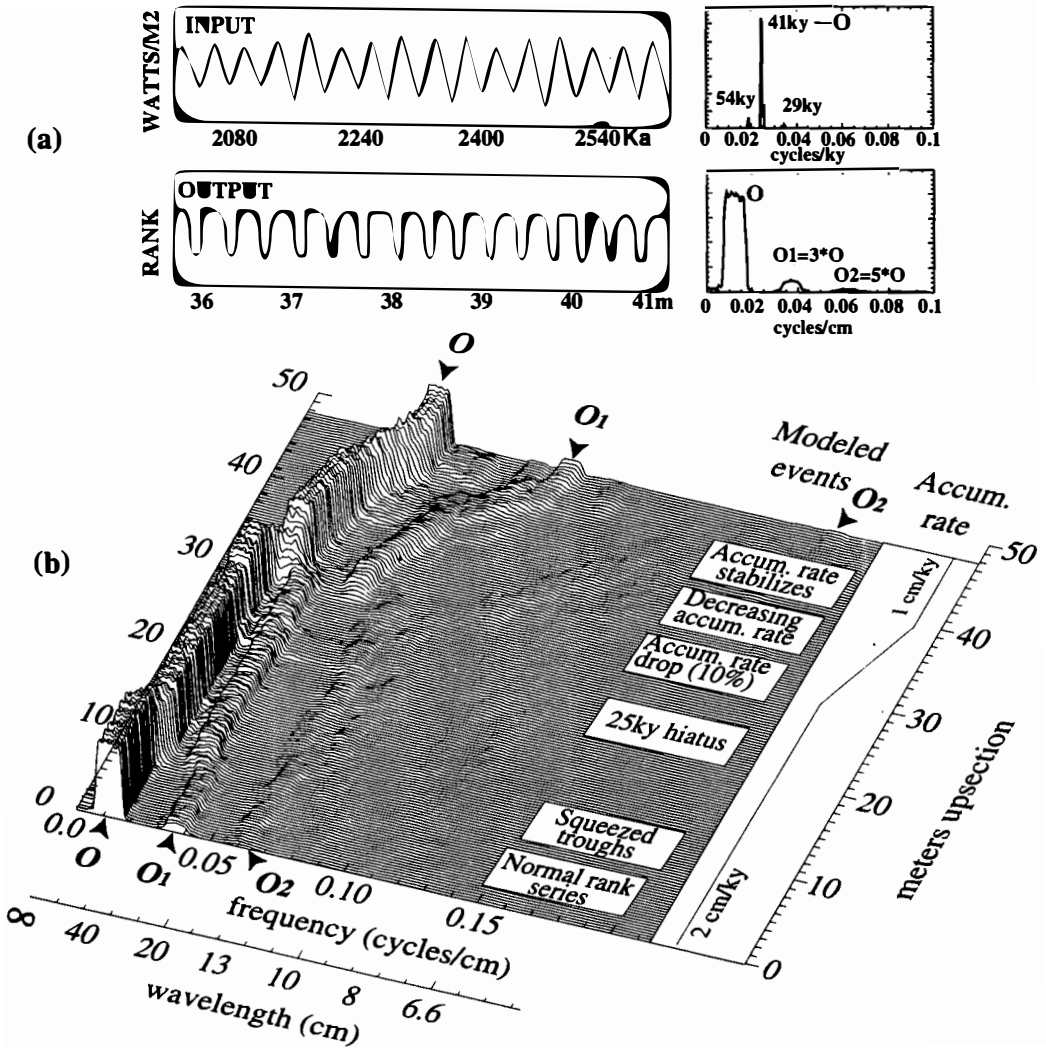 WATTS/M2
INPUT
2080 2240 2400 2540 Ka
41ky —O
54ky
29ky
0 0.02 0.04 0.06 0.08 0.1
cycles/ky
(a)
RANK
OUTPUT
36 37 38 39 40 41m
O
O1=3*O
O2=5*O
0 0.02 0.04 0.06 0.08 0.1
cycles/cm
(b)
O
O1
Modeled
events
O2
Accum.
rate
50
40
30
20
10
0
Accum. rate
stabilizes
Decreasing
accum. rate
Accum. rate
drop (10%)
25ky hiatus
Squeezed
troughs
Normal rank
series
1 cm/ky
2 cm/ky
50
40
30
20
10
0
meters upsection
0.0 0.05 0.10 0.15
O O1 O2
frequency (cycles/cm)
∞ 40 20 13 10 8 6.6
wavelength (cm)